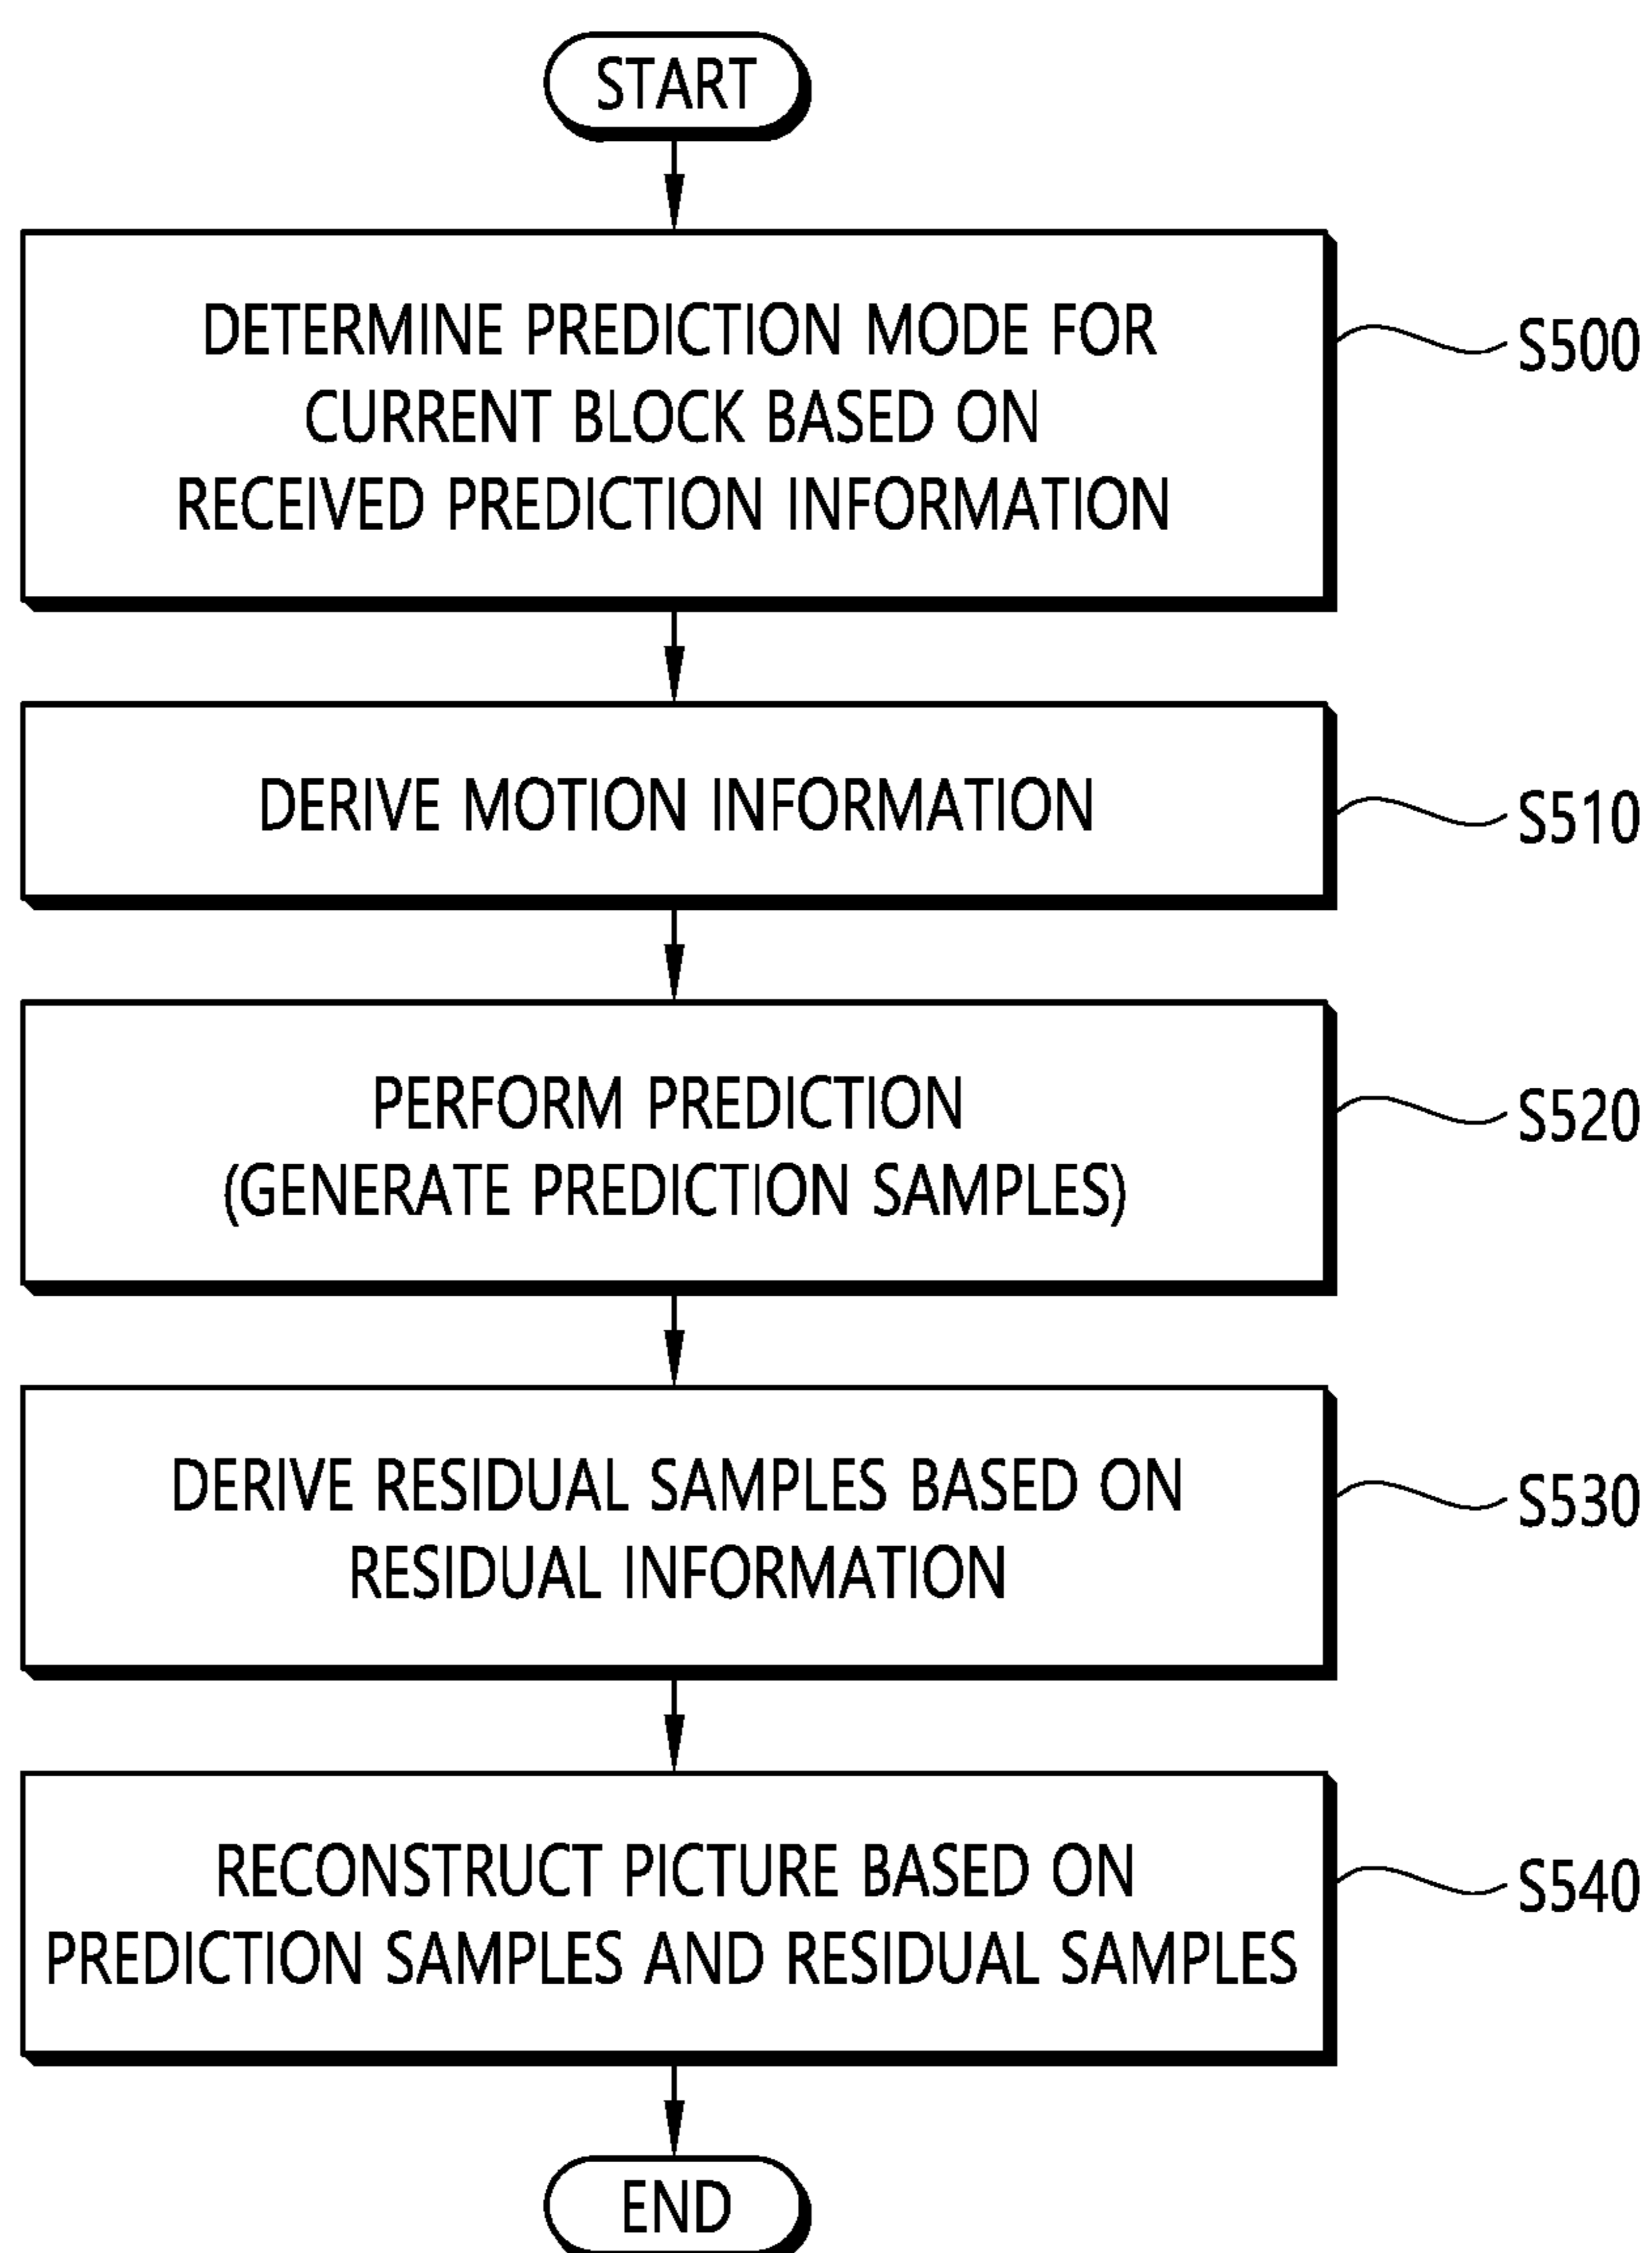 START
DETERMINE PREDICTION MODE FOR
CURRENT BLOCK BASED ON
RECEIVED PREDICTION INFORMATION
S500
DERIVE MOTION INFORMATION
S510
PERFORM PREDICTION
(GENERATE PREDICTION SAMPLES)
S520
DERIVE RESIDUAL SAMPLES BASED ON
RESIDUAL INFORMATION
S530
RECONSTRUCT PICTURE BASED ON
PREDICTION SAMPLES AND RESIDUAL SAMPLES
S540
END